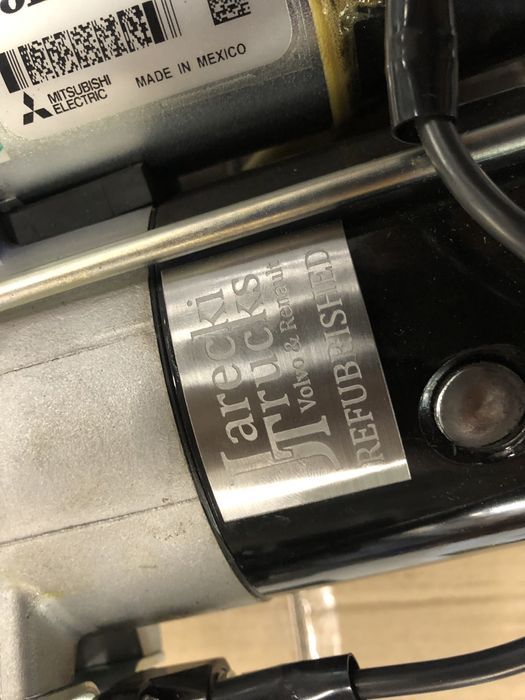 MITSUBISHI
ELECTRIC
MADE IN MEXICO
Jarecki
Trucks
Volvo & Renault
REFUBRISHED